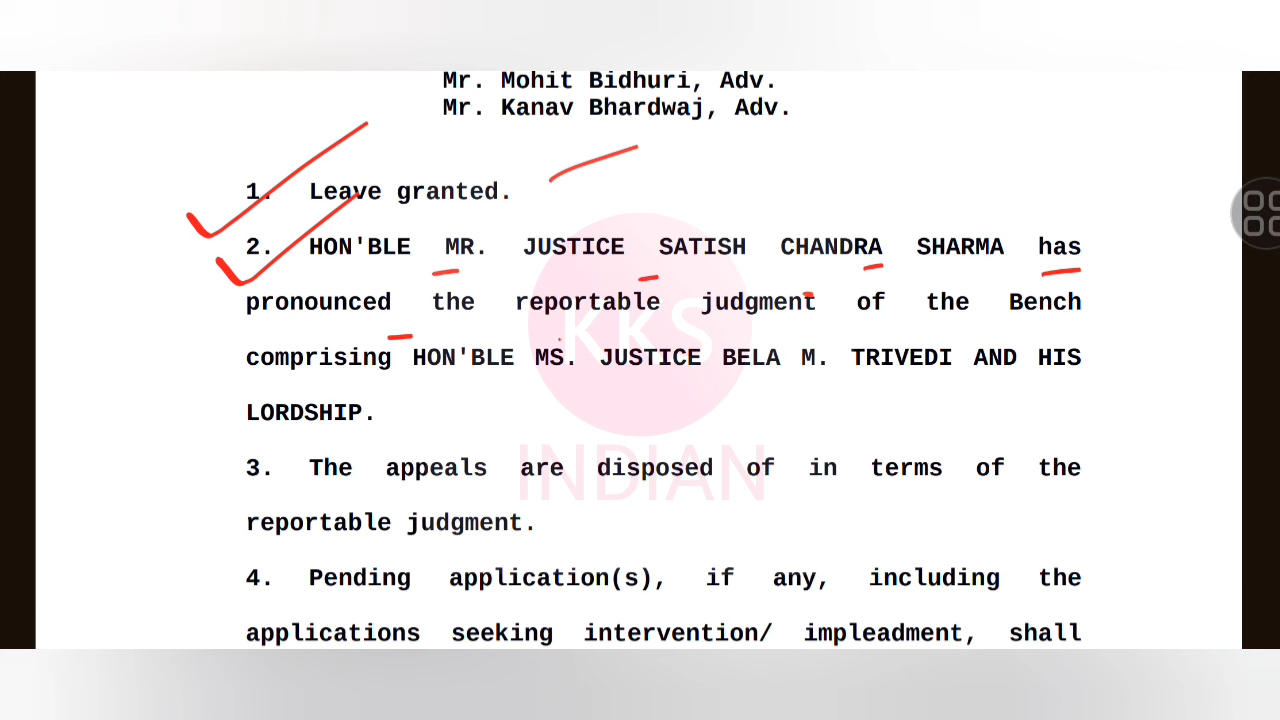 Mr. Mohit Bidhuri, Adv.
Mr. Kanav Bhardwaj, Adv.
1. Leave granted.
2. HON'BLE MR. JUSTICE SATISH CHANDRA SHARMA has
pronounced the reportable judgment of the Bench
comprising HON'BLE MS. JUSTICE BELA M. TRIVEDI AND HIS
LORDSHIP.
3. The appeals are disposed of in terms of the
reportable judgment.
4. Pending application(s), if any, including the
applications seeking intervention/ impleadment, shall
KKS
INDIAN